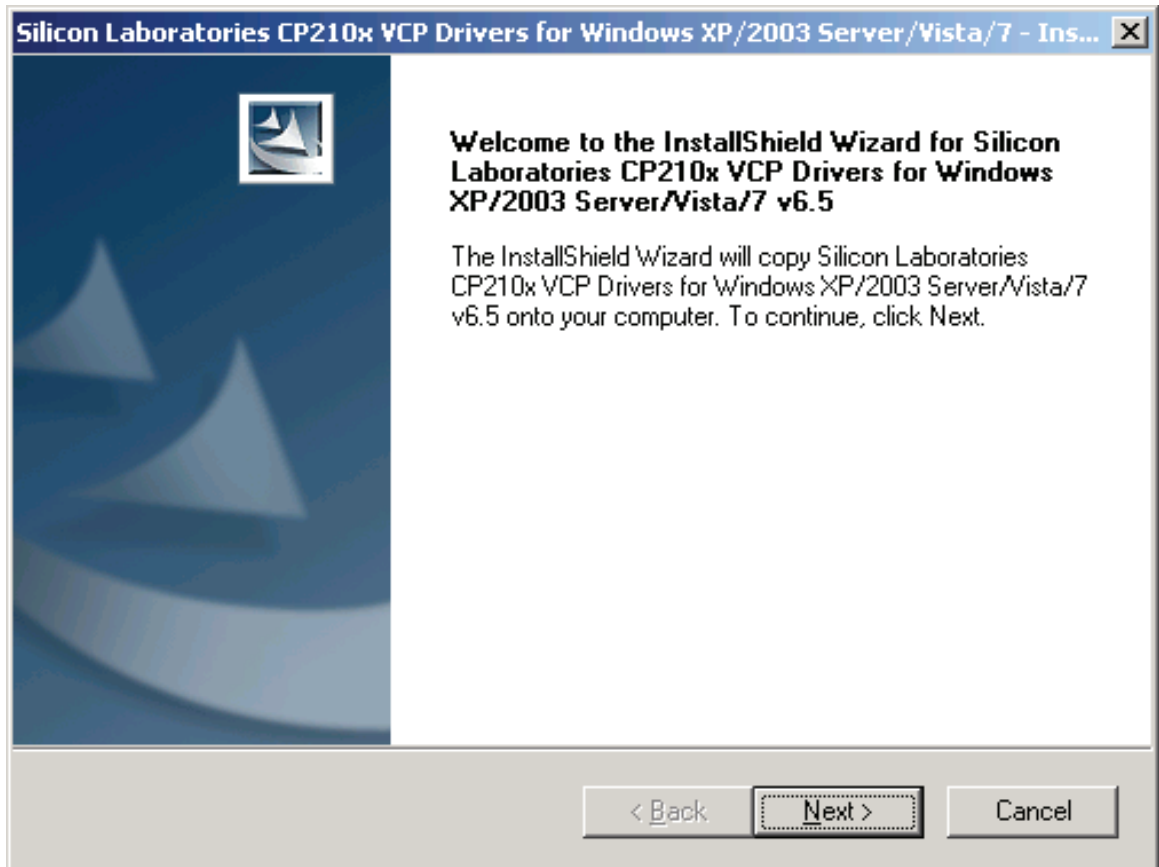 Silicon Laboratories CP210x VCP Drivers for Windows XP/2003 Server/Vista/7 - Ins...
Welcome to the InstallShield Wizard for Silicon
Laboratories CP210x VCP Drivers for Windows
XP/2003 Server/Vista/7 v6.5
The InstallShield Wizard will copy Silicon Laboratories
CP210x VCP Drivers for Windows XP/2003 Server/Vista/7
v6.5 onto your computer. To continue, click Next.
< Back
Next >
Cancel